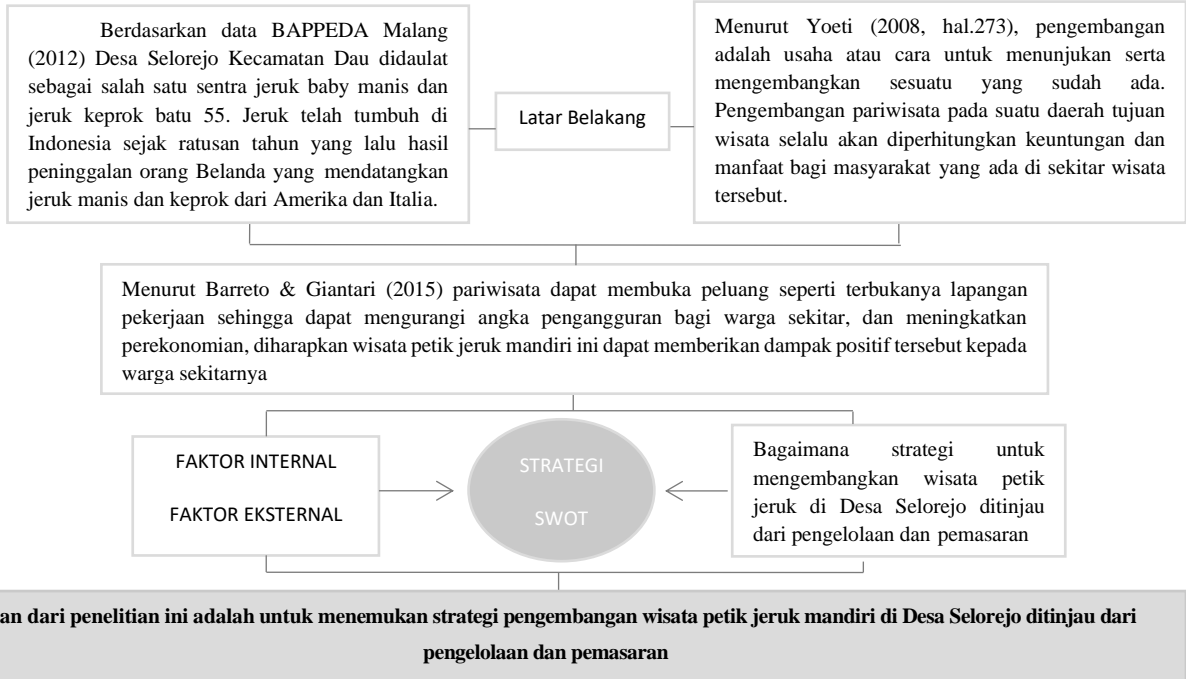 Berdasarkan data BAPPEDA Malang
(2012) Desa Selorejo Kecamatan Dau didaulat
sebagai salah satu sentra jeruk baby manis dan
jeruk keprok batu 55. Jeruk telah tumbuh di
Indonesia sejak ratusan tahun yang lalu hasil
peninggalan orang Belanda yang mendatangkan
jeruk manis dan keprok dari Amerika dan Italia.
Latar Belakang
Menurut Yoeti (2008, hal.273), pengembangan
adalah usaha atau cara untuk menunjukan serta
mengembangkan sesuatu yang sudah ada.
Pengembangan pariwisata pada suatu daerah tujuan
wisata selalu akan diperhitungkan keuntungan dan
manfaat bagi masyarakat yang ada di sekitar wisata
tersebut.
Menurut Barreto & Giantari (2015) pariwisata dapat membuka peluang seperti terbukanya lapangan
pekerjaan sehingga dapat mengurangi angka pengangguran bagi warga sekitar, dan meningkatkan
perekonomian, diharapkan wisata petik jeruk mandiri ini dapat memberikan dampak positif tersebut kepada
warga sekitarnya
FAKTOR INTERNAL
FAKTOR EKSTERNAL
STRATEGI
SWOT
Bagaimana strategi untuk
mengembangkan wisata petik
jeruk di Desa Selorejo ditinjau
dari pengelolaan dan pemasaran
an dari penelitian ini adalah untuk menemukan strategi pengembangan wisata petik jeruk mandiri di Desa Selorejo ditinjau dari
pengelolaan dan pemasaran